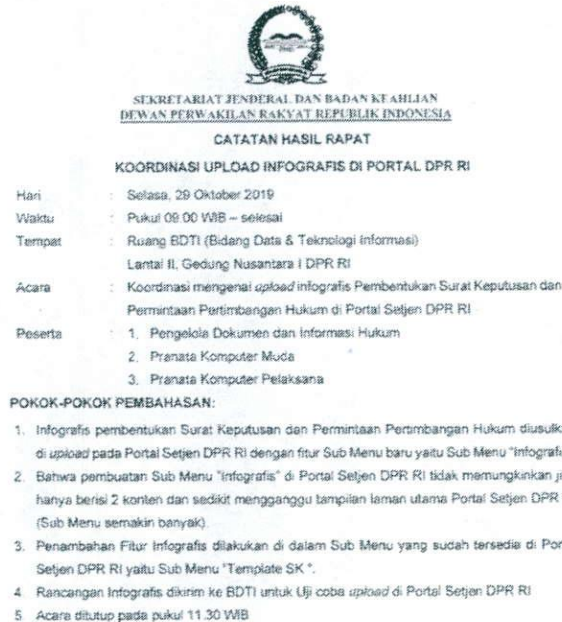 SEKRETARIAT JENDERAL DAN BADAN KEAHLIAN
DEWAN PERWAKILAN RAKYAT REPUBLIK INDONESIA
CATATAN HASIL RAPAT
KOORDINASI UPLOAD INFOGRAFIS DI PORTAL DPR RI
Hari : Selasa, 29 Oktober 2019
Waktu : Pukul 09.00 WIB – selesai
Tempat : Ruang BDTI (Bidang Data & Teknologi Informasi)
Lantai II, Gedung Nusantara I DPR RI
Acara : Koordinasi mengenai upload infografis Pembentukan Surat Keputusan dan
Permintaan Pertimbangan Hukum di Portal Setjen DPR RI
Peserta : 1. Pengelola Dokumen dan Informasi Hukum
2. Pranata Komputer Muda
3. Pranata Komputer Pelaksana
POKOK-POKOK PEMBAHASAN:
1. Infografis pembentukan Surat Keputusan dan Permintaan Pertimbangan Hukum diusulk
di upload pada Portal Setjen DPR RI dengan fitur Sub Menu baru yaitu Sub Menu "Infografi
2. Bahwa pembuatan Sub Menu "Infografis" di Portal Setjen DPR RI tidak memungkinkan ji
hanya berisi 2 konten dan sedikit mengganggu tampilan laman utama Portal Setjen DPR
(Sub Menu semakin banyak).
3. Penambahan Fitur Infografis dilakukan di dalam Sub Menu yang sudah tersedia di Por
Setjen DPR RI yaitu Sub Menu "Template SK ".
4. Rancangan Infografis dikirim ke BDTI untuk Uji coba upload di Portal Setjen DPR RI
5. Acara ditutup pada pukul 11.30 WIB